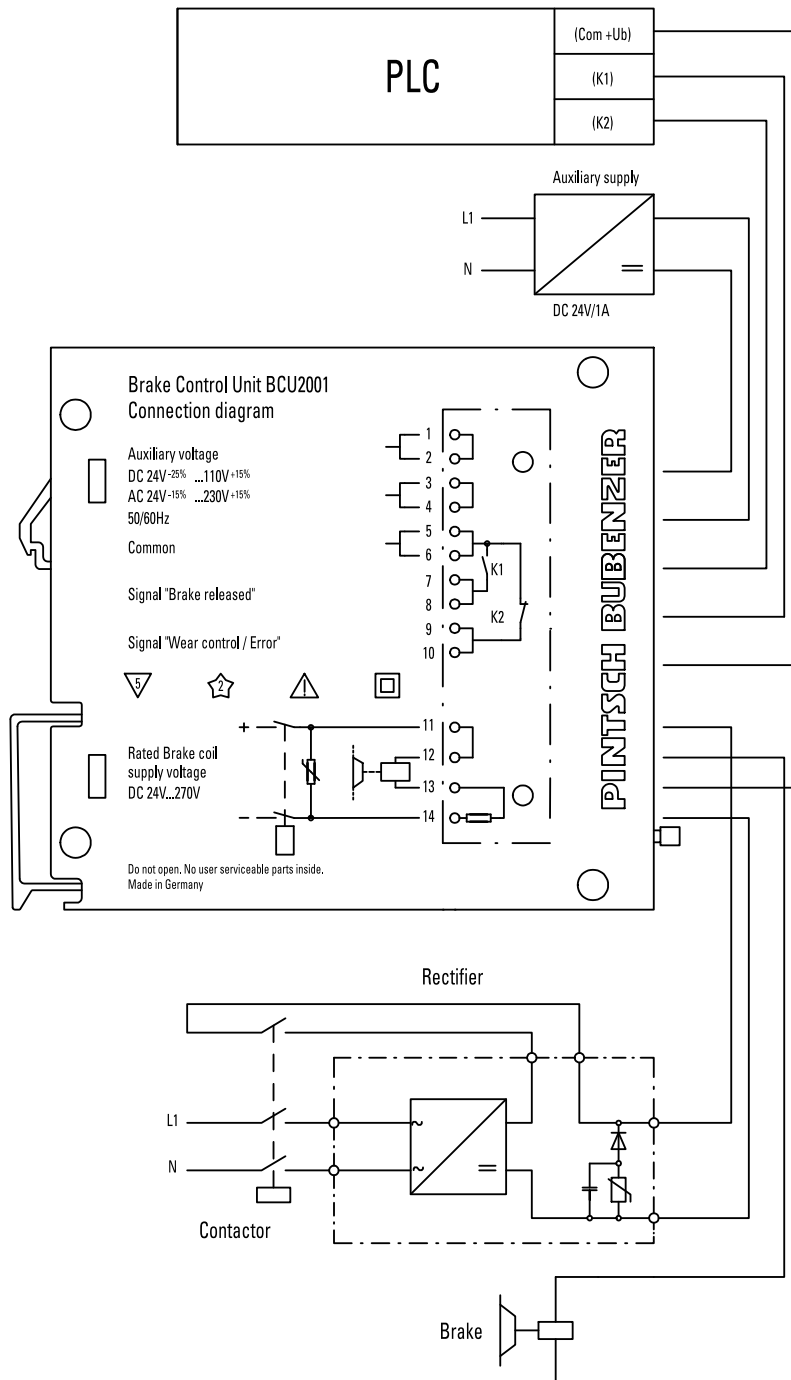 PLC
(Com +Ub)
(K1)
(K2)
Auxiliary supply
L1
N
DC 24V/1A
Brake Control Unit BCU2001
Connection diagram
Auxiliary voltage
DC 24V-25% ...110V+15%
AC 24V-15% ...230V+15%
50/60Hz
Common
Signal "Brake released"
Signal "Wear control / Error"
1
2
3
4
5
6
7
8
9
10
K1
K2
5
2
!
+
-
11
12
13
14
Rated Brake coil
supply voltage
DC 24V...270V
Do not open. No user serviceable parts inside.
Made in Germany
PINTSCH BUBENZER
Rectifier
L1
N
~
~
Contactor
Brake